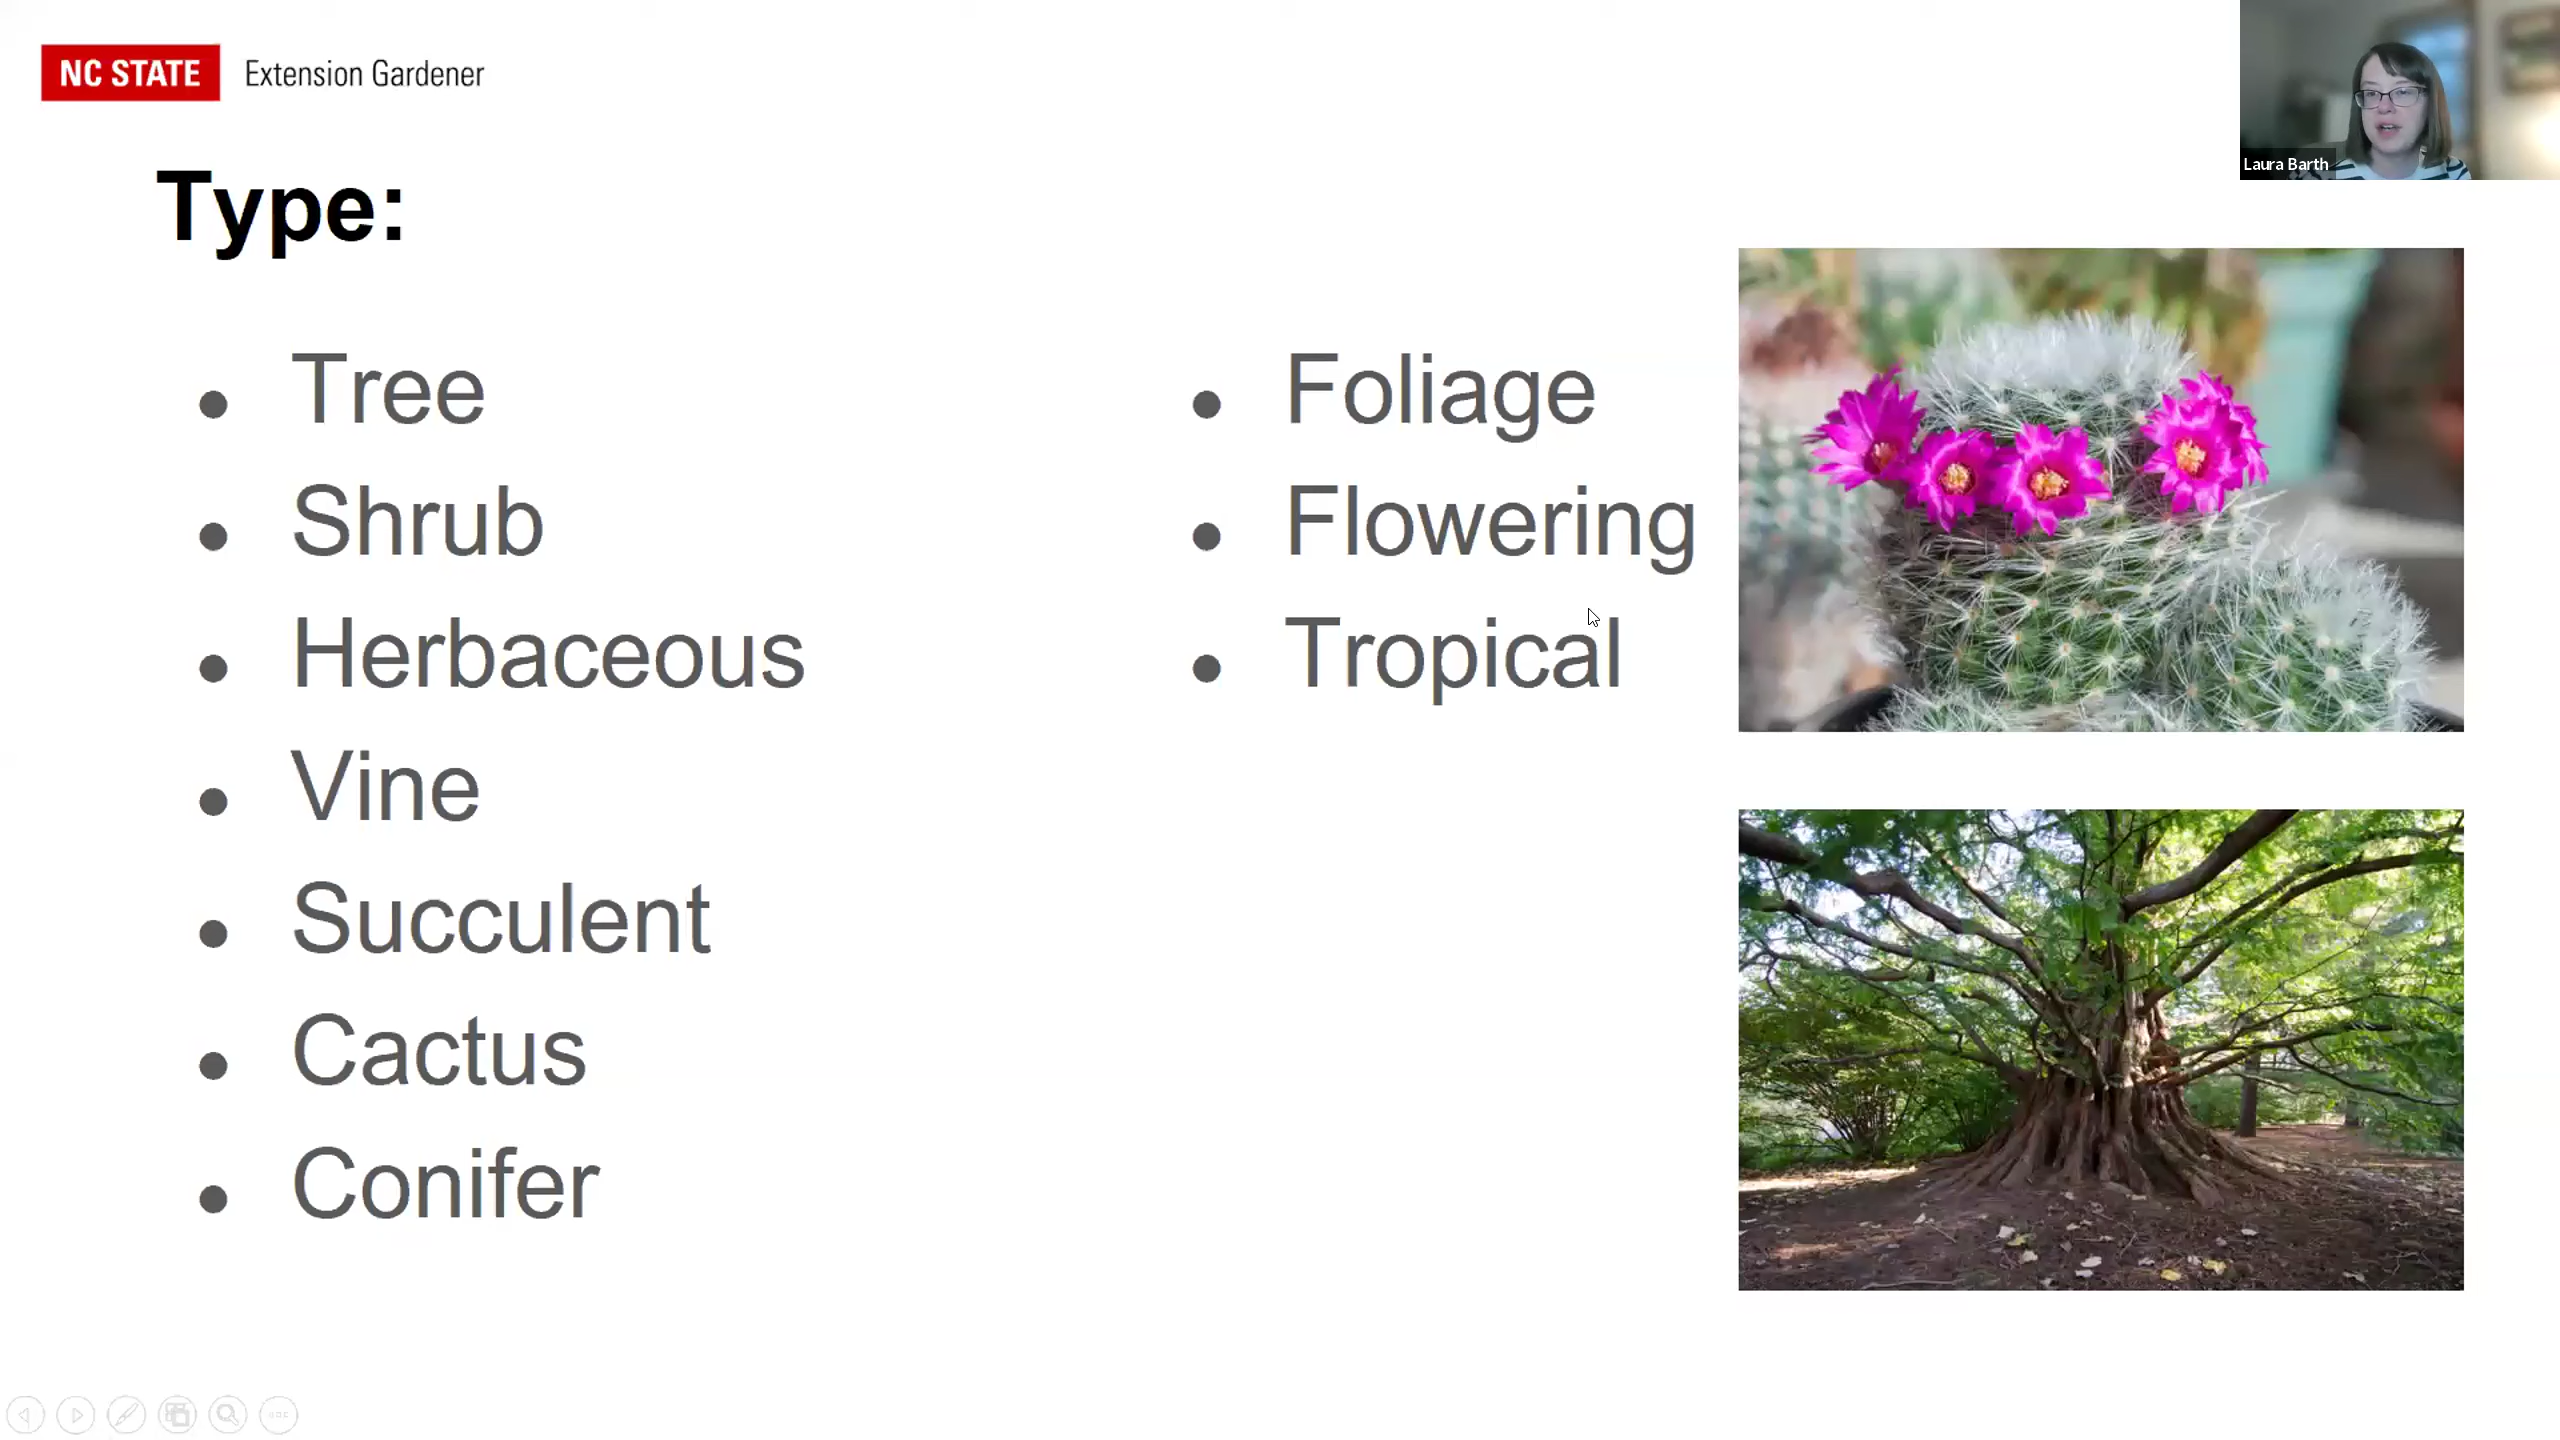 NC STATE Extension Gardener
Laura Barth
Type:
Tree
Shrub
Herbaceous
Vine
Succulent
Cactus
Conifer
Foliage
Flowering
Tropical